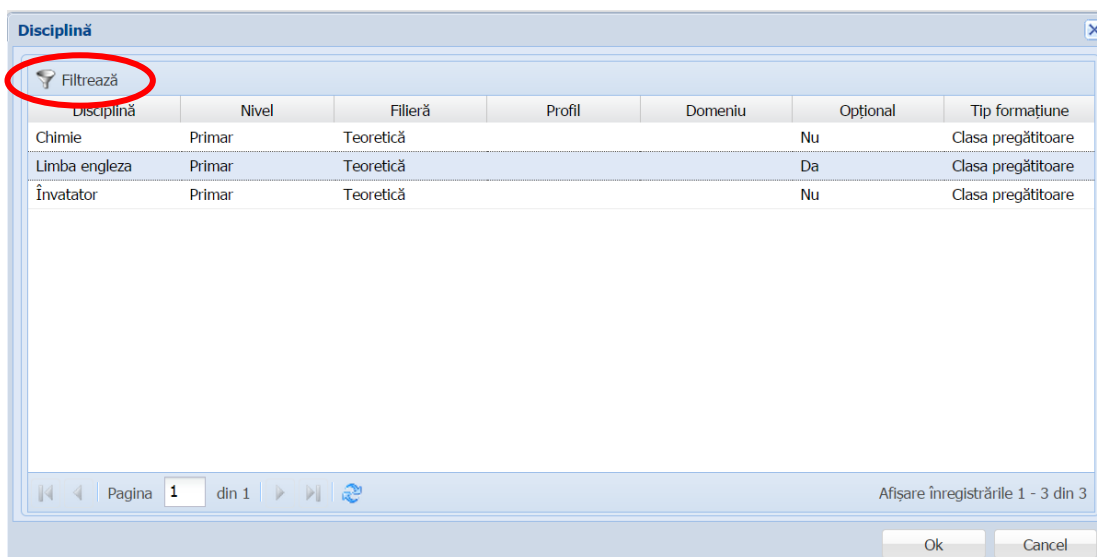 Disciplină
Filtrează
Disciplină Nivel Filieră Profil Domeniu Opțional Tip formațiune
Chimie Primar Teoretică Nu Clasa pregătitoare
Limba engleza Primar Teoretică Da Clasa pregătitoare
Învatator Primar Teoretică Nu Clasa pregătitoare
Pagina 1 din 1 Afișare înregistrările 1 - 3 din 3
Ok Cancel